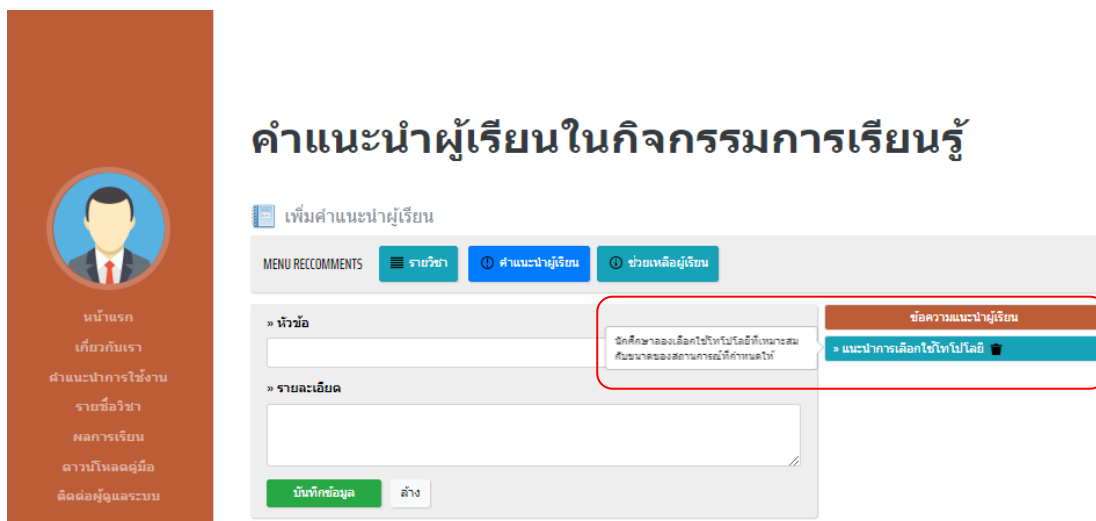 คำแนะนำผู้เรียนในกิจกรรมการเรียนรู้
เพิ่มคำแนะนำผู้เรียน
MENU RECCOMMENTS
รายวิชา
คำแนะนำผู้เรียน
ช่วยเหลือผู้เรียน
» หัวข้อ
นักศึกษาลองเลือกใช้โทโปโลยีที่เหมาะสม
กับขนาดของสถานการณ์ที่กำหนดให้
ข้อความแนะนำผู้เรียน
» แนะนำการเลือกใช้โทโปโลยี
» รายละเอียด
บันทึกข้อมูล
ล้าง
หน้าแรก
เกี่ยวกับเรา
คำแนะนำการใช้งาน
รายชื่อวิชา
ผลการเรียน
ดาวน์โหลดคู่มือ
ติดต่อผู้ดูแลระบบ